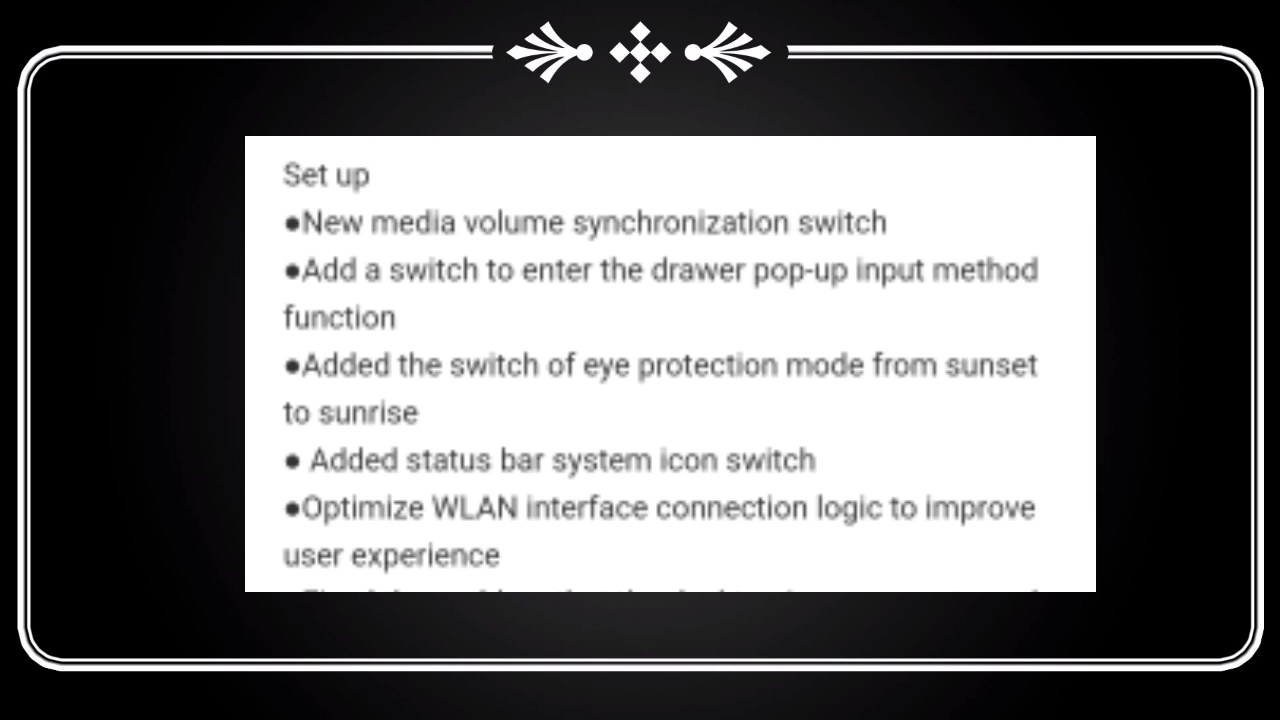 Set up
●New media volume synchronization switch
●Add a switch to enter the drawer pop-up input method
function
●Added the switch of eye protection mode from sunset
to sunrise
● Added status bar system icon switch
●Optimize WLAN interface connection logic to improve
user experience